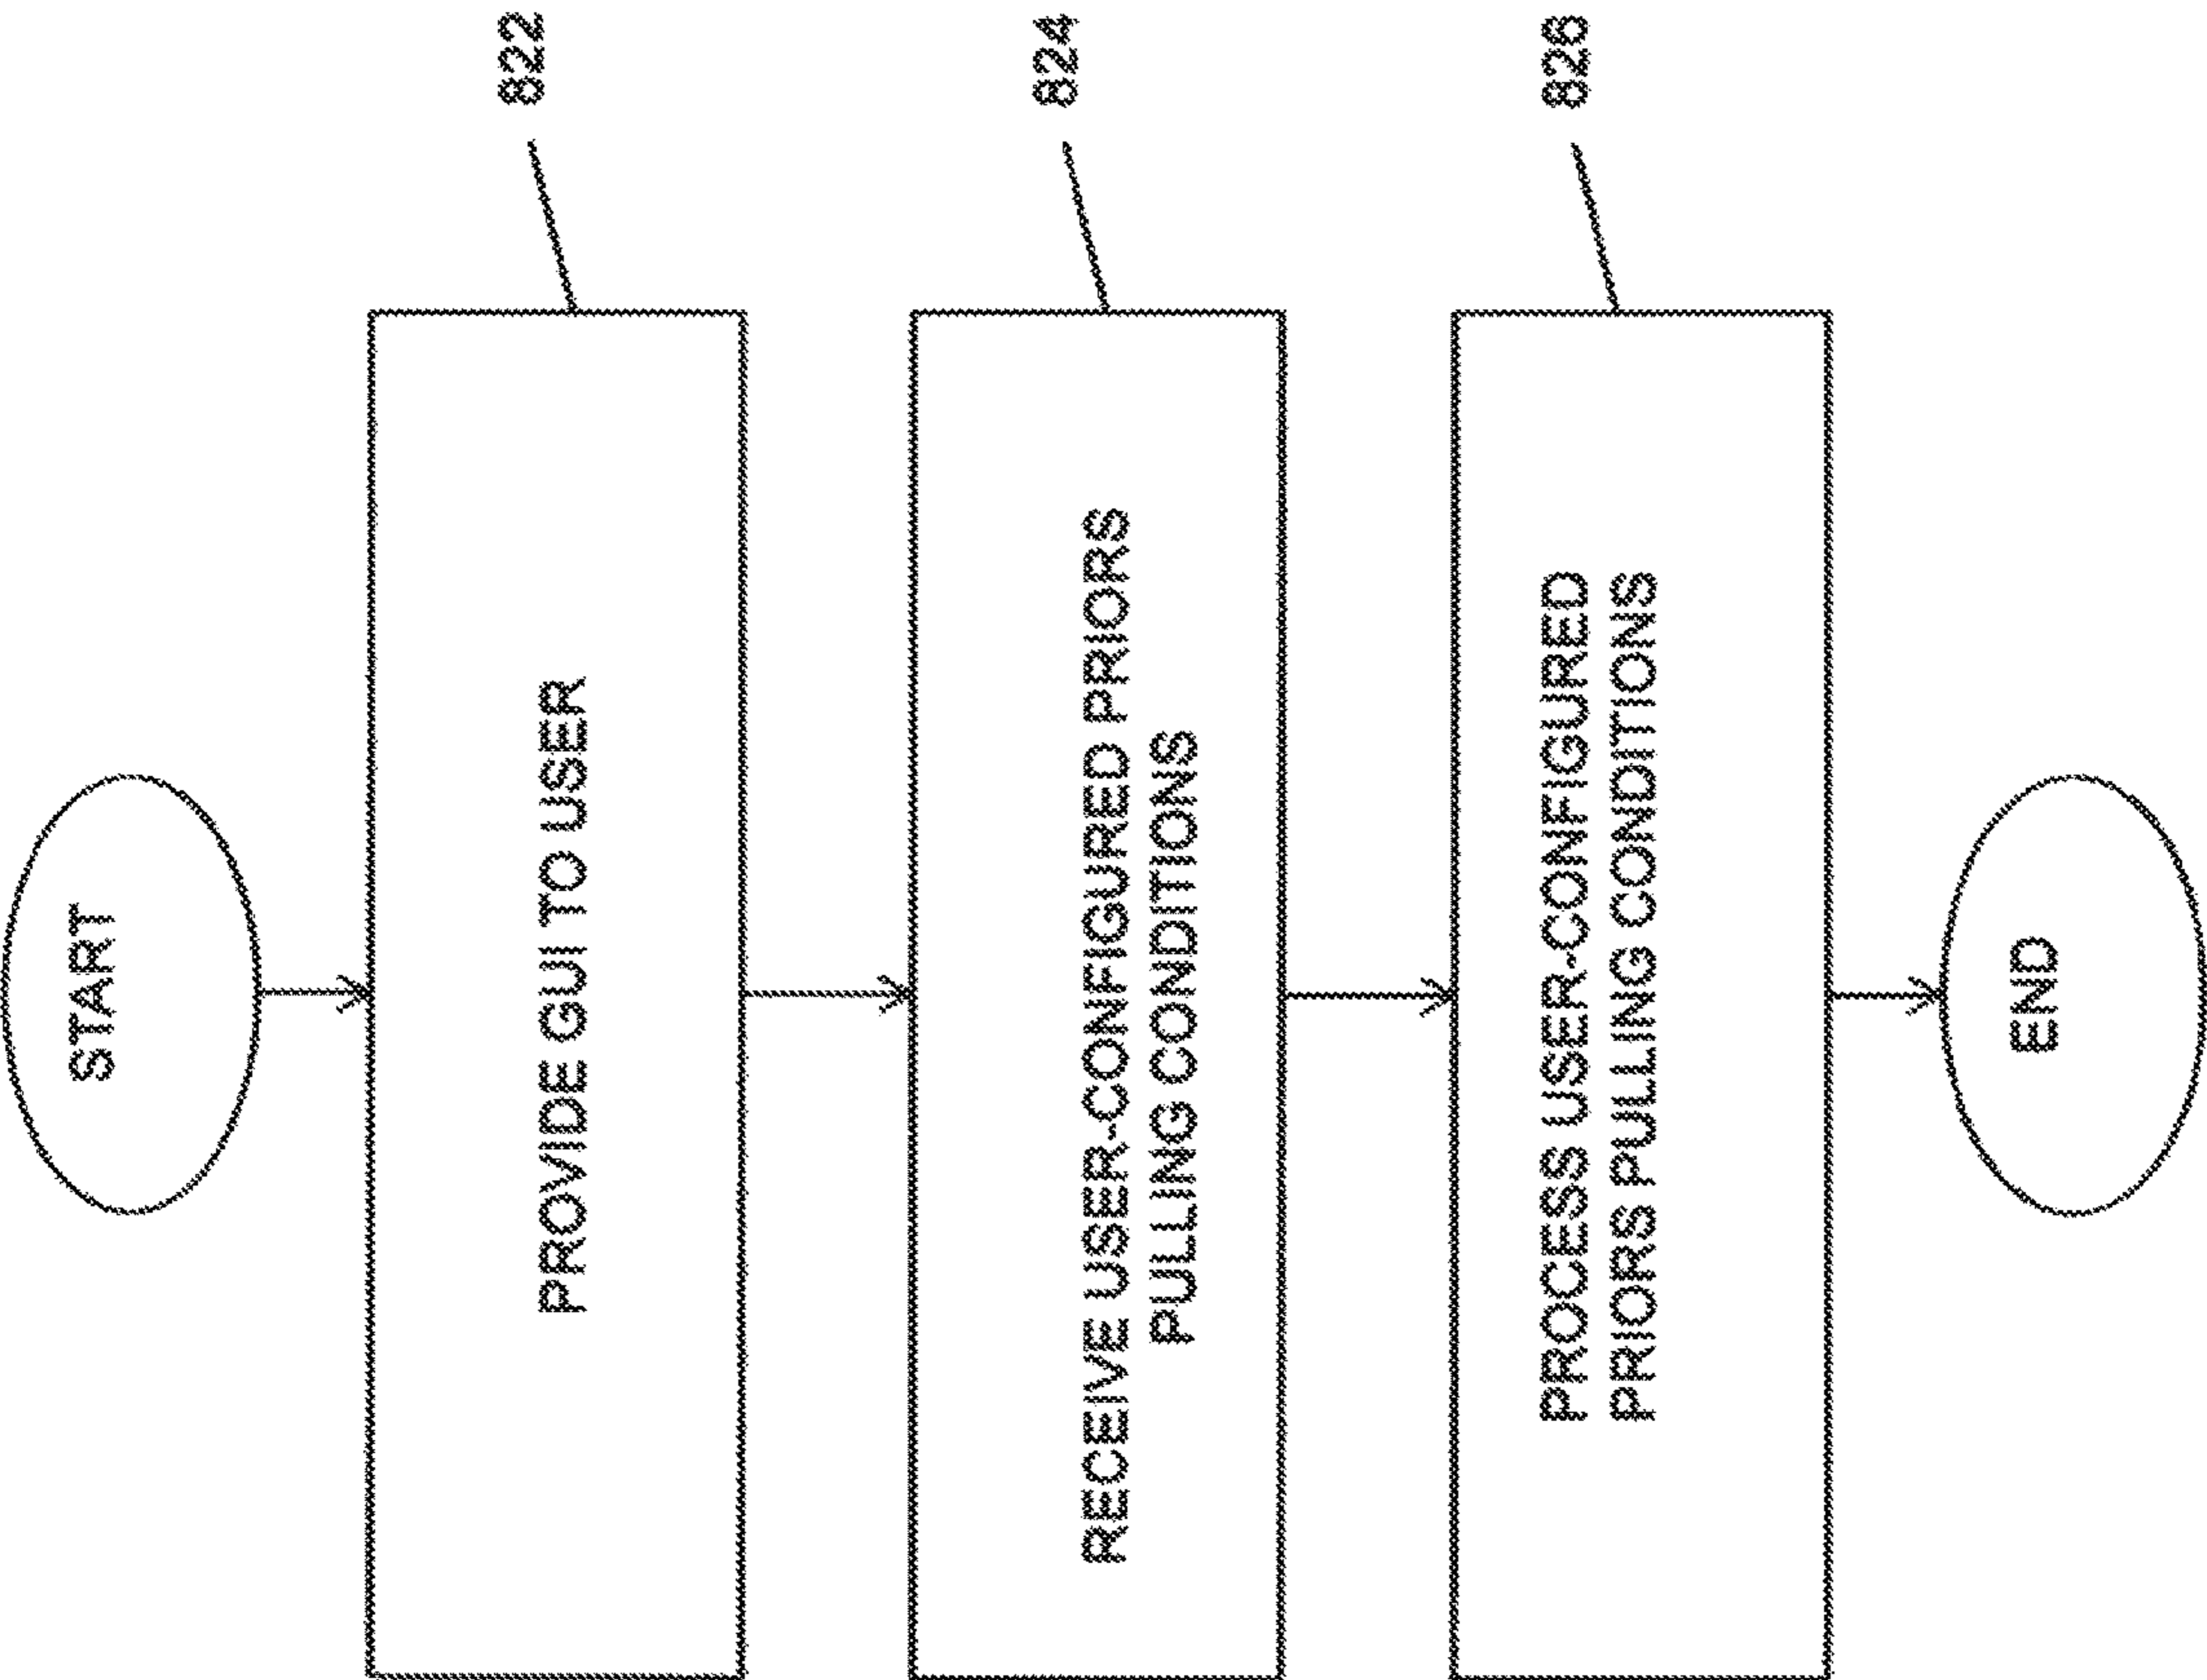 START
822
PROVIDE GUI TO USER
824
RECEIVE USER-CONFIGURED PRIORS
PULLING CONDITIONS
826
PROCESS USER-CONFIGURED
PRIORS PULLING CONDITIONS
END